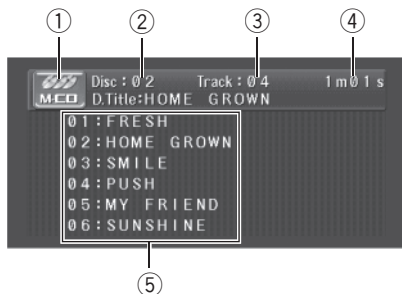 ① ② ③ ④
M-CD Disc:02 Track:04 1m01s
D.Title:HOME GROWN
01:FRESH
02:HOME GROWN
03:SMILE
04:PUSH
05:MY FRIEND
06:SUNSHINE
⑤